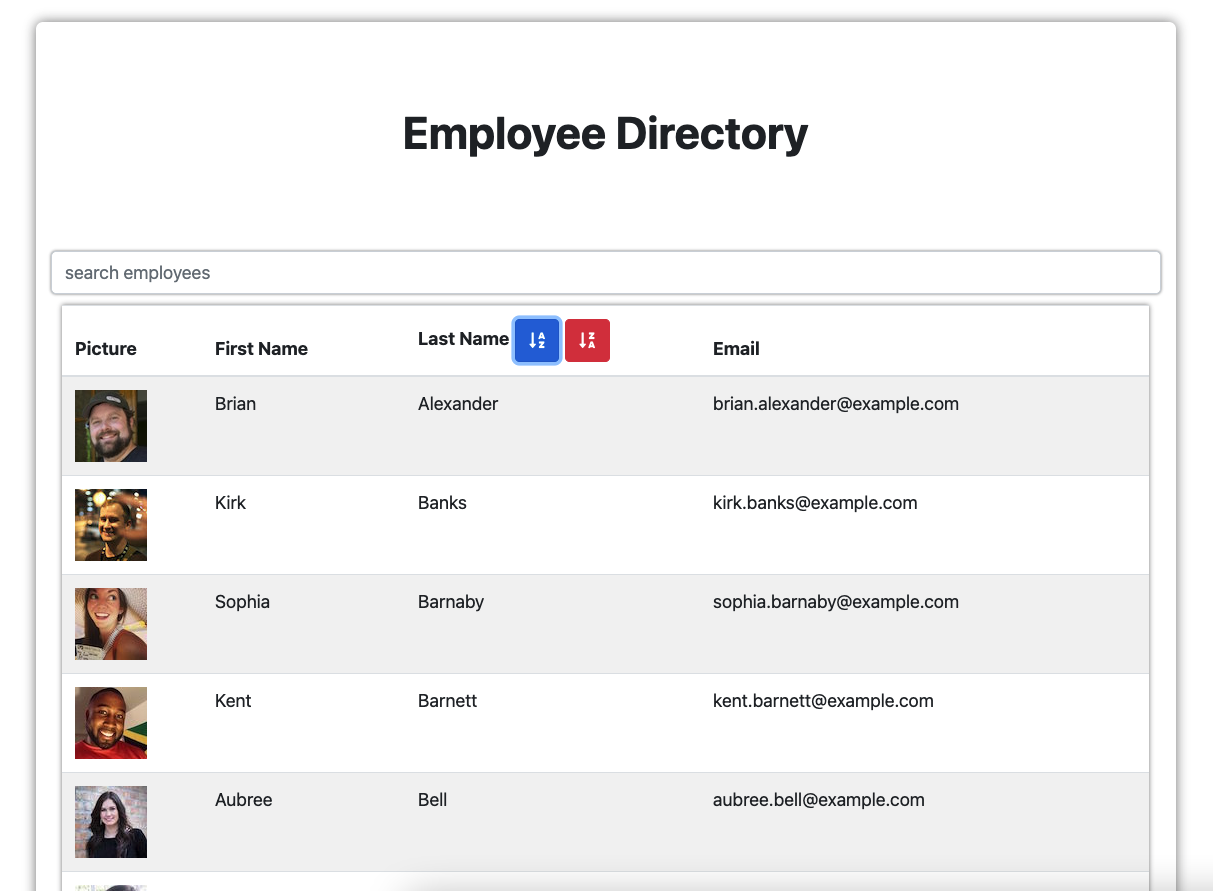 Employee Directory
search employees
Picture First Name Last Name A Z Z A Email
Brian Alexander brian.alexander@example.com
Kirk Banks kirk.banks@example.com
Sophia Barnaby sophia.barnaby@example.com
Kent Barnett kent.barnett@example.com
Aubree Bell aubree.bell@example.com